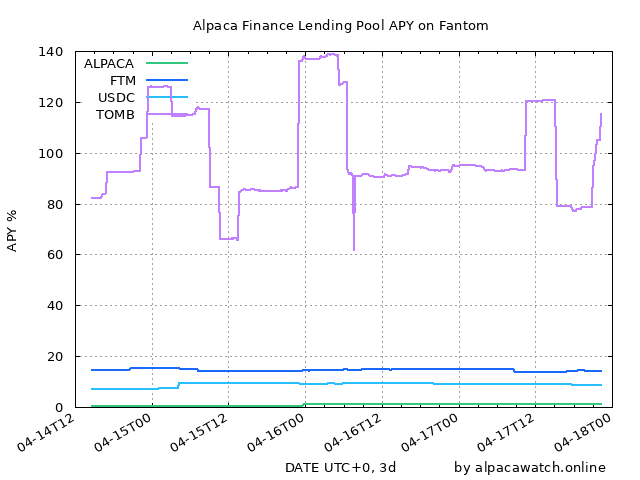 Alpaca Finance Lending Pool APY on Fantom
ALPACA
FTM
USDC
TOMB
APY %
140
120
100
80
60
40
20
0
04-14T12 04-15T00 04-15T12 04-16T00 04-16T12 04-17T00 04-17T12 04-18T00
DATE UTC+0, 3d by alpacawatch.online